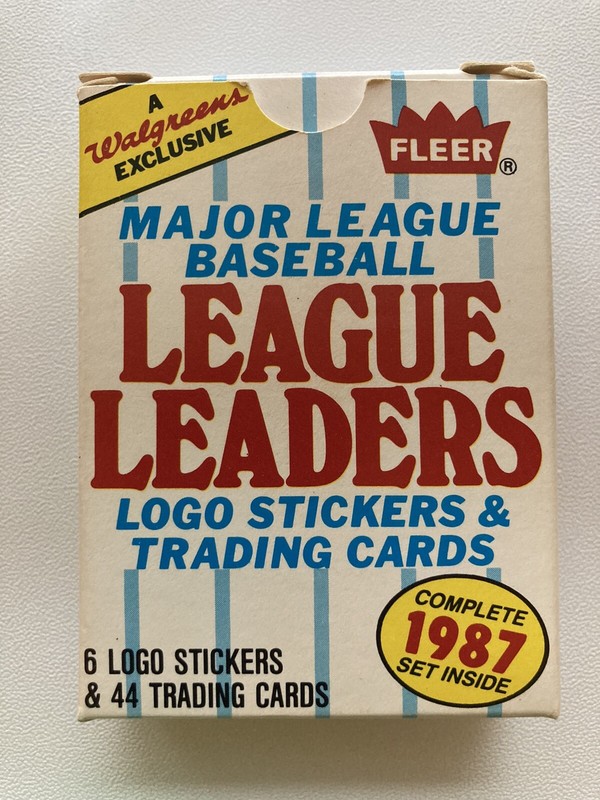 A
Walgreens
EXCLUSIVE
FLEER®
MAJOR LEAGUE
BASEBALL
LEAGUE
LEADERS
LOGO STICKERS &
TRADING CARDS
COMPLETE
1987
SET INSIDE
6 LOGO STICKERS
& 44 TRADING CARDS